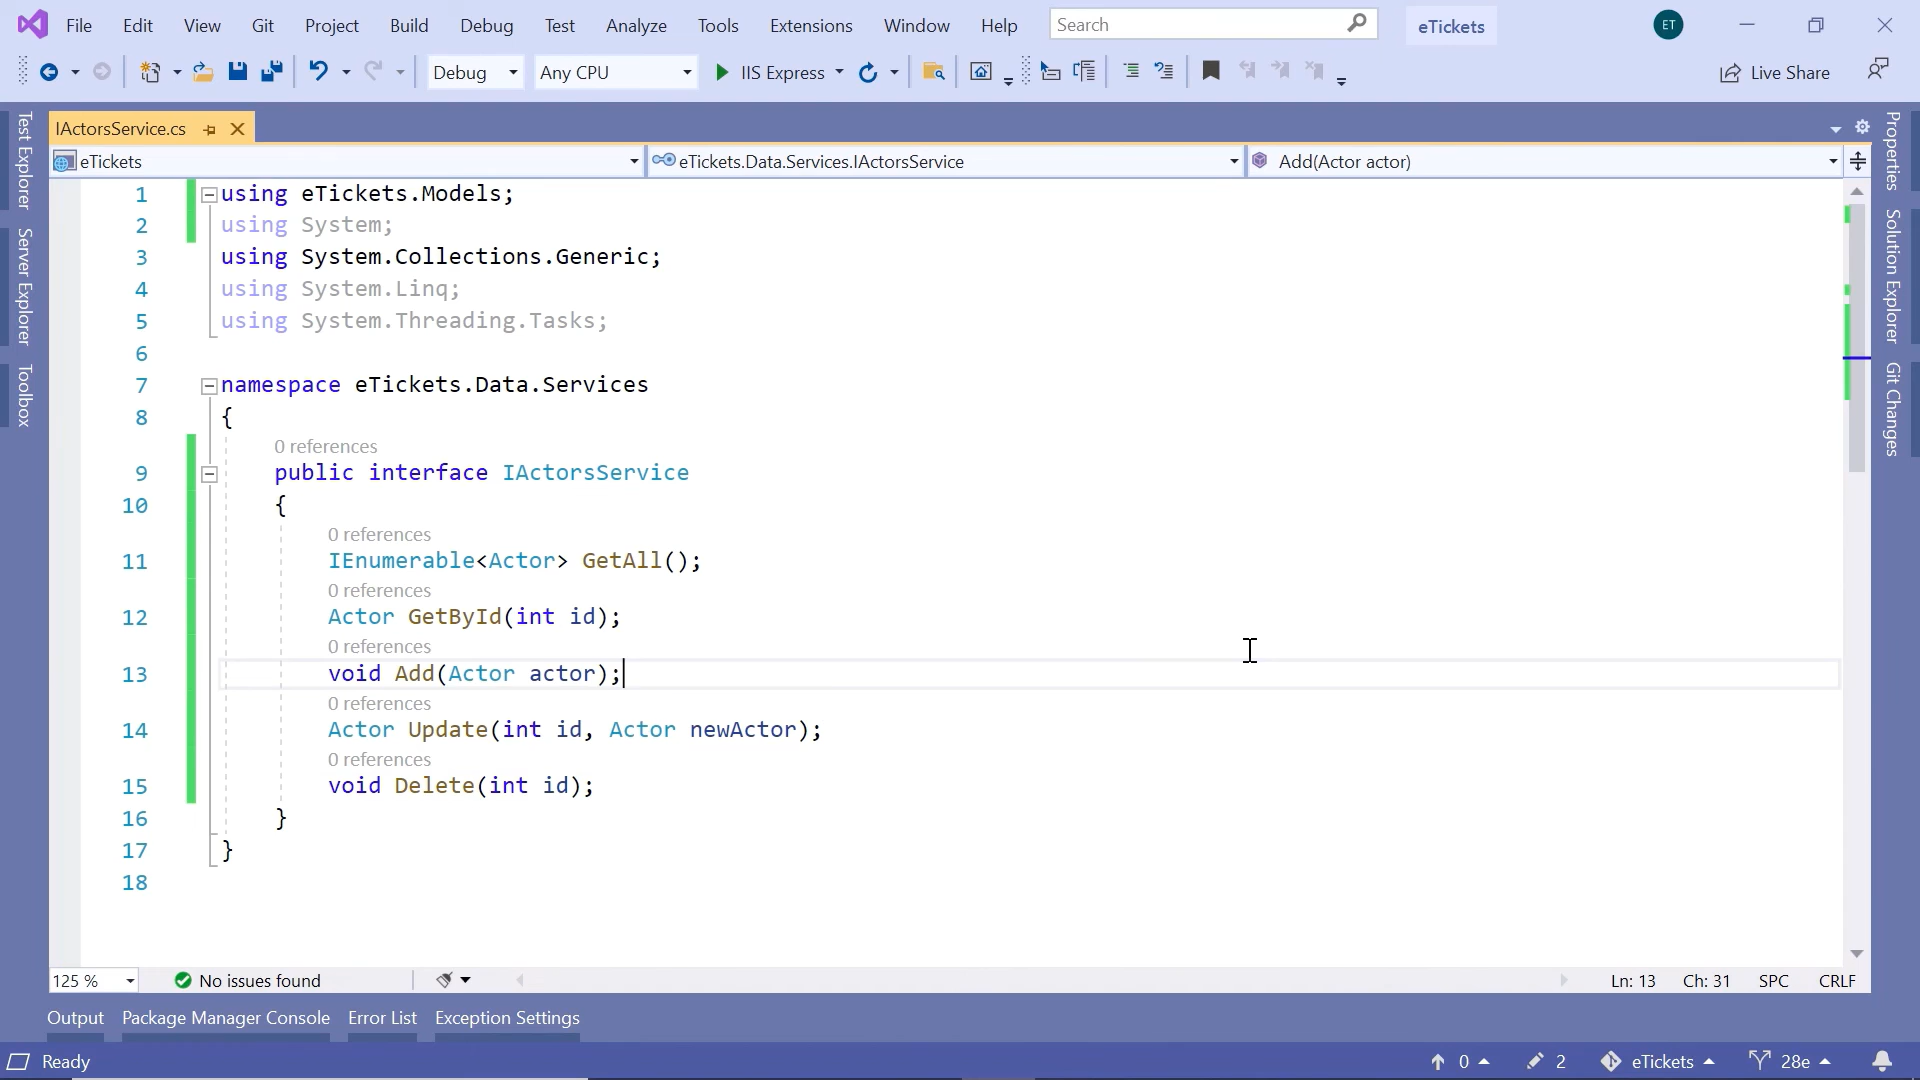 File Edit View Git Project Build Debug Test Analyze Tools Extensions Window Help Search eTickets ET
Debug Any CPU IIS Express Live Share
IActorsService.cs
eTickets eTickets.Data.Services.IActorsService Add(Actor actor)
Test Explorer
Server Explorer
Toolbox
1 using eTickets.Models;
2 using System;
3 using System.Collections.Generic;
4 using System.Linq;
5 using System.Threading.Tasks;
6
7 namespace eTickets.Data.Services
8 {
0 references
9 public interface IActorsService
10 {
0 references
11 IEnumerable<Actor> GetAll();
0 references
12 Actor GetById(int id);
0 references
13 void Add(Actor actor);
0 references
14 Actor Update(int id, Actor newActor);
0 references
15 void Delete(int id);
16 }
17 }
18
Properties
Solution Explorer
Git Changes
125 % No issues found Ln: 13 Ch: 31 SPC CRLF
Output Package Manager Console Error List Exception Settings
Ready 0 2 eTickets 28e